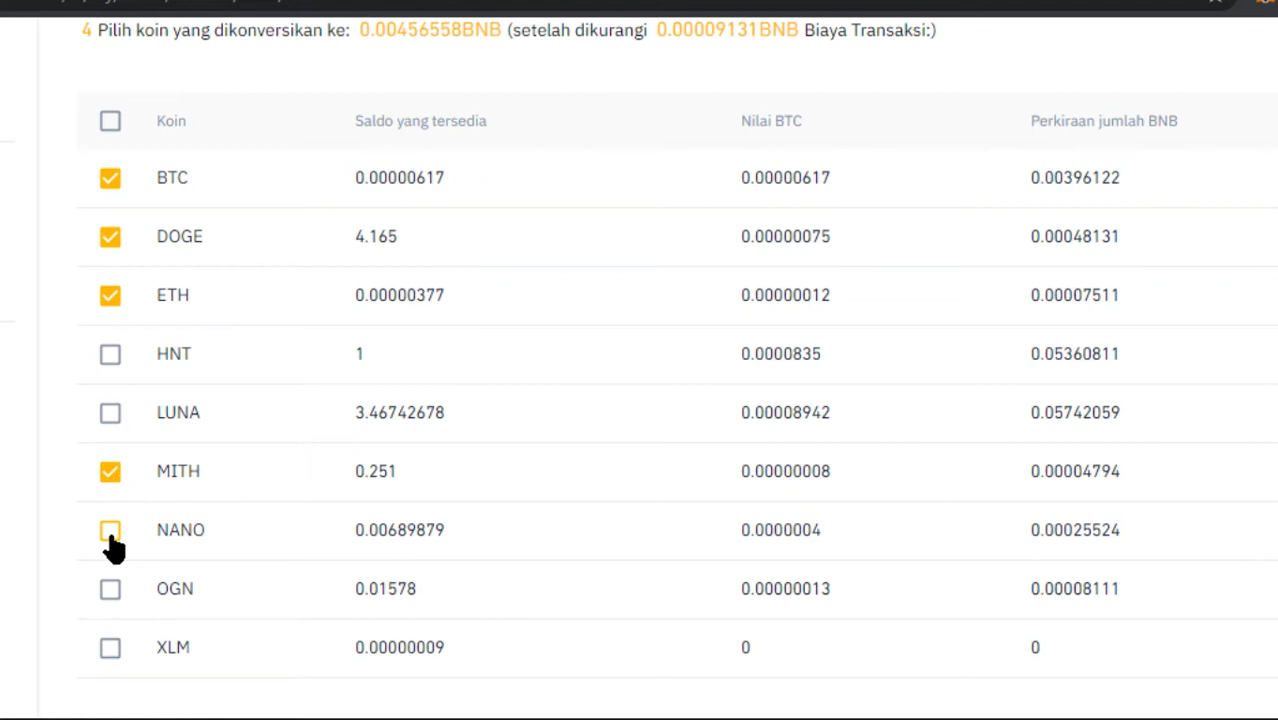 4 Pilih koin yang dikonversikan ke: 0.00456558BNB (setelah dikurangi 0.00009131BNB Biaya Transaksi:)
Koin Saldo yang tersedia Nilai BTC Perkiraan jumlah BNB
BTC 0.00000617 0.00000617 0.00396122
DOGE 4.165 0.00000075 0.00048131
ETH 0.00000377 0.00000012 0.00007511
HNT 1 0.0000835 0.05360811
LUNA 3.46742678 0.00008942 0.05742059
MITH 0.251 0.00000008 0.00004794
NANO 0.00689879 0.0000004 0.00025524
OGN 0.01578 0.00000013 0.00008111
XLM 0.00000009 0 0